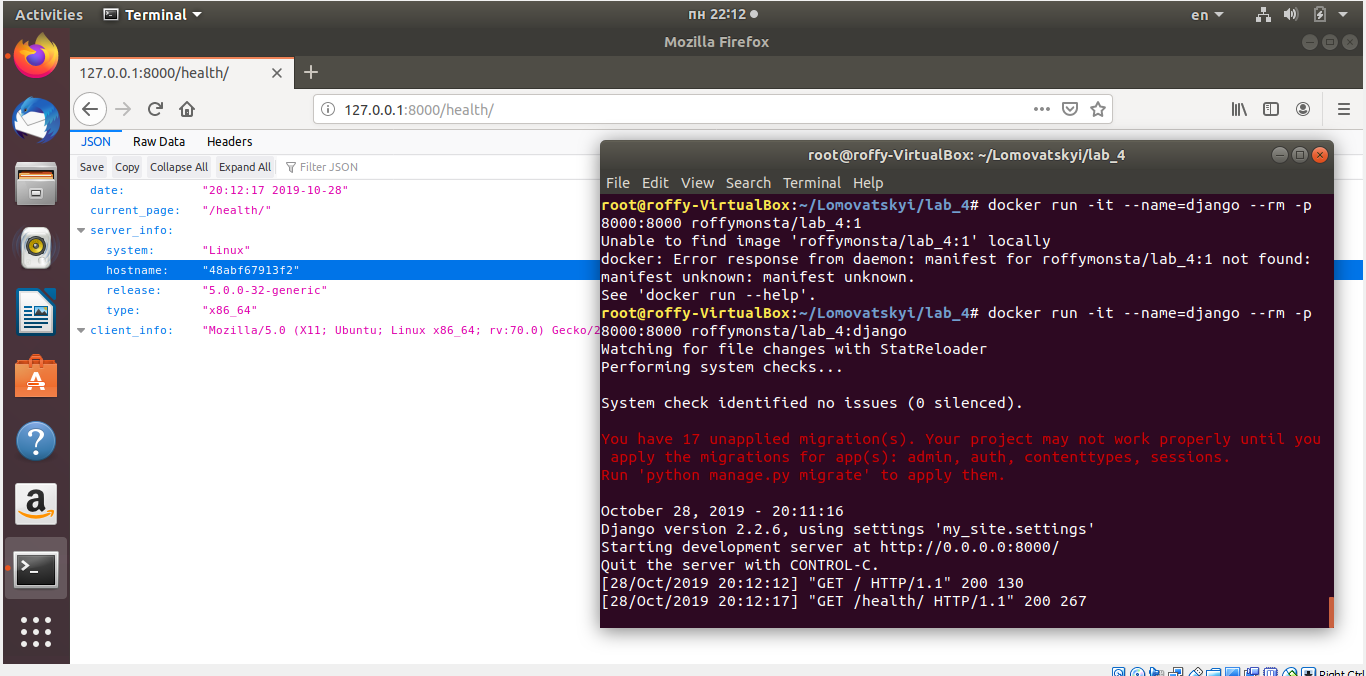 Activities Terminal пн 22:12 en
Mozilla Firefox
127.0.0.1:8000/health/
127.0.0.1:8000/health/
JSON Raw Data Headers
Save Copy Collapse All Expand All Filter JSON
date: "20:12:17 2019-10-28"
current_page: "/health/"
server_info:
system: "Linux"
hostname: "48abf67913f2"
release: "5.0.0-32-generic"
type: "x86_64"
client_info: "Mozilla/5.0 (X11; Ubuntu; Linux x86_64; rv:70.0) Gecko/2
root@roffy-VirtualBox: ~/Lomovatskyi/lab_4
File Edit View Search Terminal Help
root@roffy-VirtualBox:~/Lomovatskyi/lab_4# docker run -it --name=django --rm -p
8000:8000 roffymonsta/lab_4:1
Unable to find image 'roffymonsta/lab_4:1' locally
docker: Error response from daemon: manifest for roffymonsta/lab_4:1 not found:
manifest unknown: manifest unknown.
See 'docker run --help'.
root@roffy-VirtualBox:~/Lomovatskyi/lab_4# docker run -it --name=django --rm -p
8000:8000 roffymonsta/lab_4:django
Watching for file changes with StatReloader
Performing system checks...
System check identified no issues (0 silenced).
You have 17 unapplied migration(s). Your project may not work properly until you
apply the migrations for app(s): admin, auth, contenttypes, sessions.
Run 'python manage.py migrate' to apply them.
October 28, 2019 - 20:11:16
Django version 2.2.6, using settings 'my_site.settings'
Starting development server at http://0.0.0.0:8000/
Quit the server with CONTROL-C.
[28/Oct/2019 20:12:12] "GET / HTTP/1.1" 200 130
[28/Oct/2019 20:12:17] "GET /health/ HTTP/1.1" 200 267
Right Ctrl